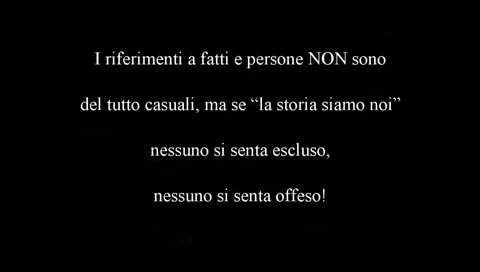 I riferimenti a fatti e persone NON sono
del tutto casuali, ma se “la storia siamo noi”
nessuno si senta escluso,
nessuno si senta offeso!